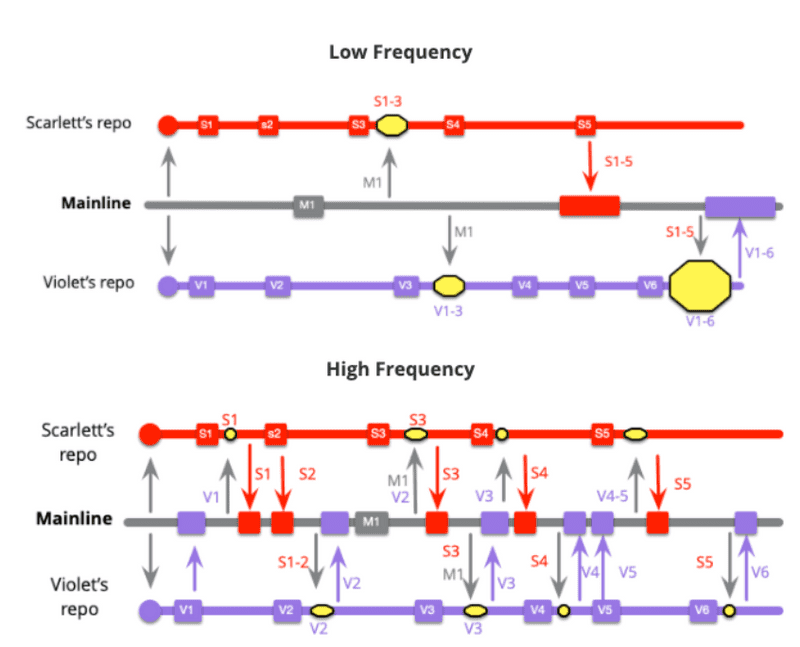 Low Frequency
S1-3
Scarlett's repo
S1
s2
S3
S4
S5
M1
S1-5
Mainline
M1
M1
S1-5
V1-6
Violet's repo
V1
V2
V3
V4
V5
V6
V1-3
V1-6
High Frequency
S1
S3
Scarlett's
repo
S1
s2
S3
S4
S5
V1
S1
S2
M1
V2
S3
V3
S4
V4-5
S5
Mainline
M1
S1-2
V2
S3
M1
V3
S4
V4
V5
S5
V6
Violet's
repo
V1
V2
V3
V4
V5
V6
V2
V3